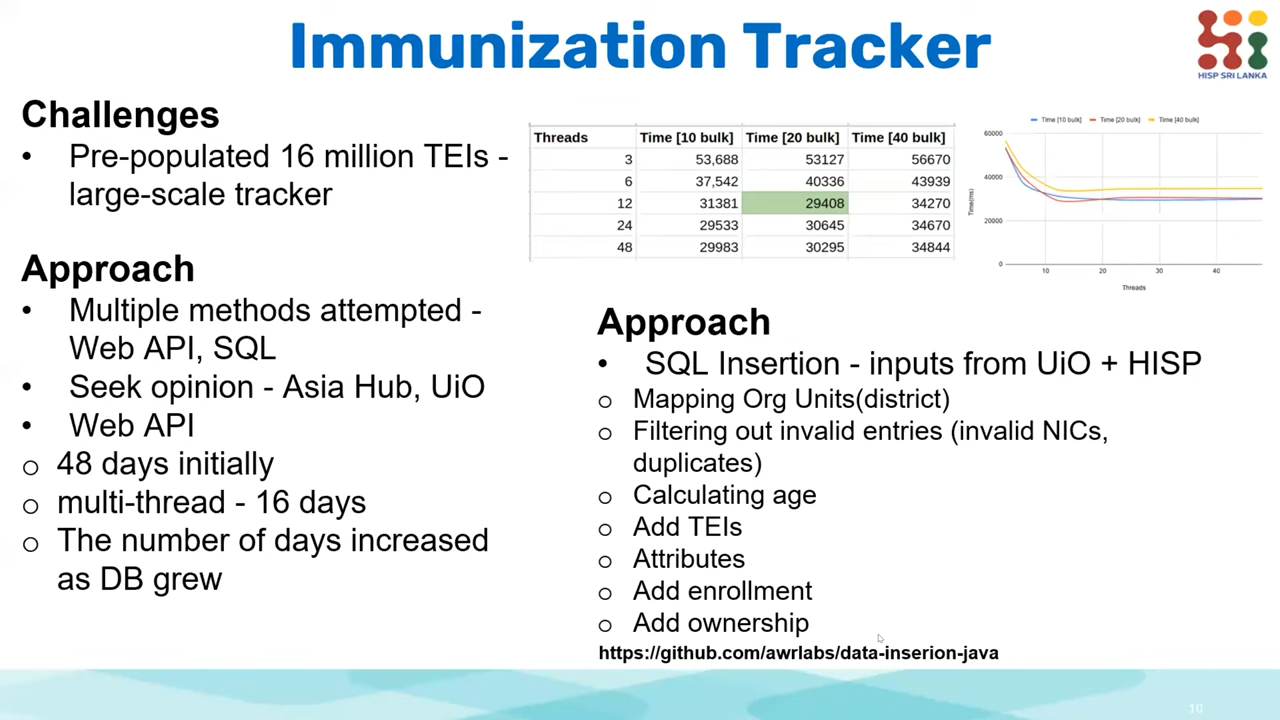 Immunization Tracker
HISP SRI LANKA
Challenges
• Pre-populated 16 million TEIs -
large-scale tracker
Approach
• Multiple methods attempted -
Web API, SQL
• Seek opinion - Asia Hub, UiO
• Web API
o 48 days initially
o multi-thread - 16 days
o The number of days increased
as DB grew
Threads Time [10 bulk] Time [20 bulk] Time [40 bulk]
3 53,688 53127 56670
6 37,542 40336 43939
12 31381 29408 34270
24 29533 30645 34670
48 29983 30295 34844
Time [10 bulk] Time [20 bulk] Time [40 bulk]
Time(ms)
60000
40000
20000
0
10 20 30 40
Threads
Approach
• SQL Insertion - inputs from UiO + HISP
o Mapping Org Units(district)
o Filtering out invalid entries (invalid NICs,
duplicates)
o Calculating age
o Add TEIs
o Attributes
o Add enrollment
o Add ownership
https://github.com/awrlabs/data-inserion-java
10